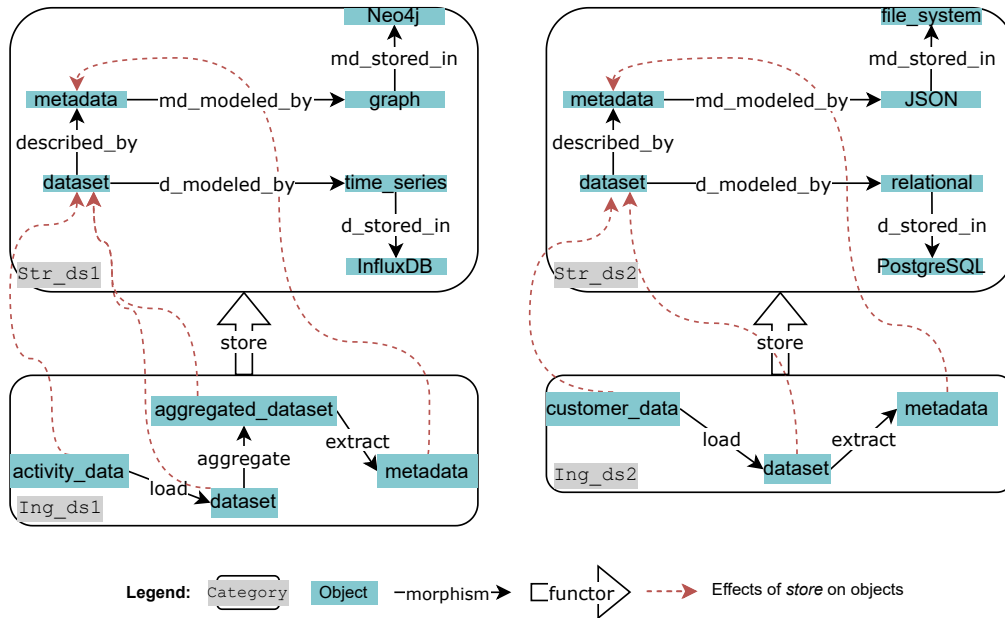 Neo4j
md_stored_in
metadata
md_modeled_by
graph
described_by
dataset
d_modeled_by
time_series
d_stored_in
InfluxDB
Str_ds1
store
aggregated_dataset
extract
aggregate
activity_data
load
dataset
metadata
Ing_ds1
file_system
md_stored_in
metadata
md_modeled_by
JSON
described_by
dataset
d_modeled_by
relational
d_stored_in
PostgreSQL
Str_ds2
store
customer_data
metadata
load
extract
dataset
Ing_ds2
Legend: Category Object morphism functor Effects of store on objects